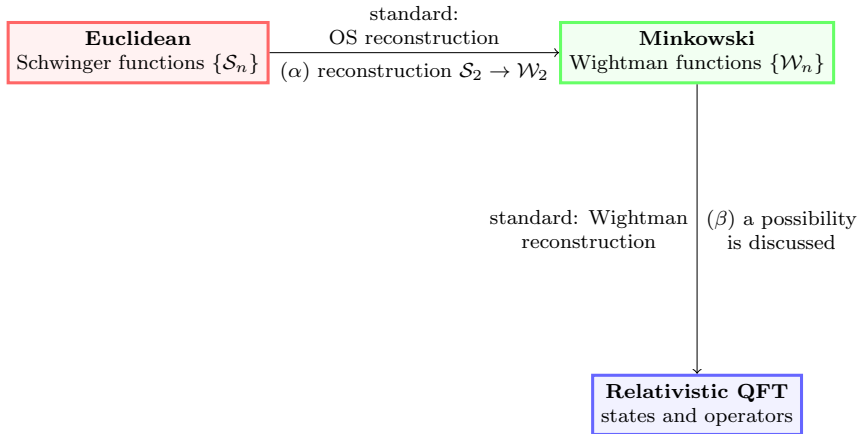 Euclidean
Schwinger functions {𝒮ₙ}
standard:
OS reconstruction
(α) reconstruction 𝒮₂ → 𝒲₂
Minkowski
Wightman functions {𝒲ₙ}
standard: Wightman
reconstruction
(β) a possibility
is discussed
Relativistic QFT
states and operators